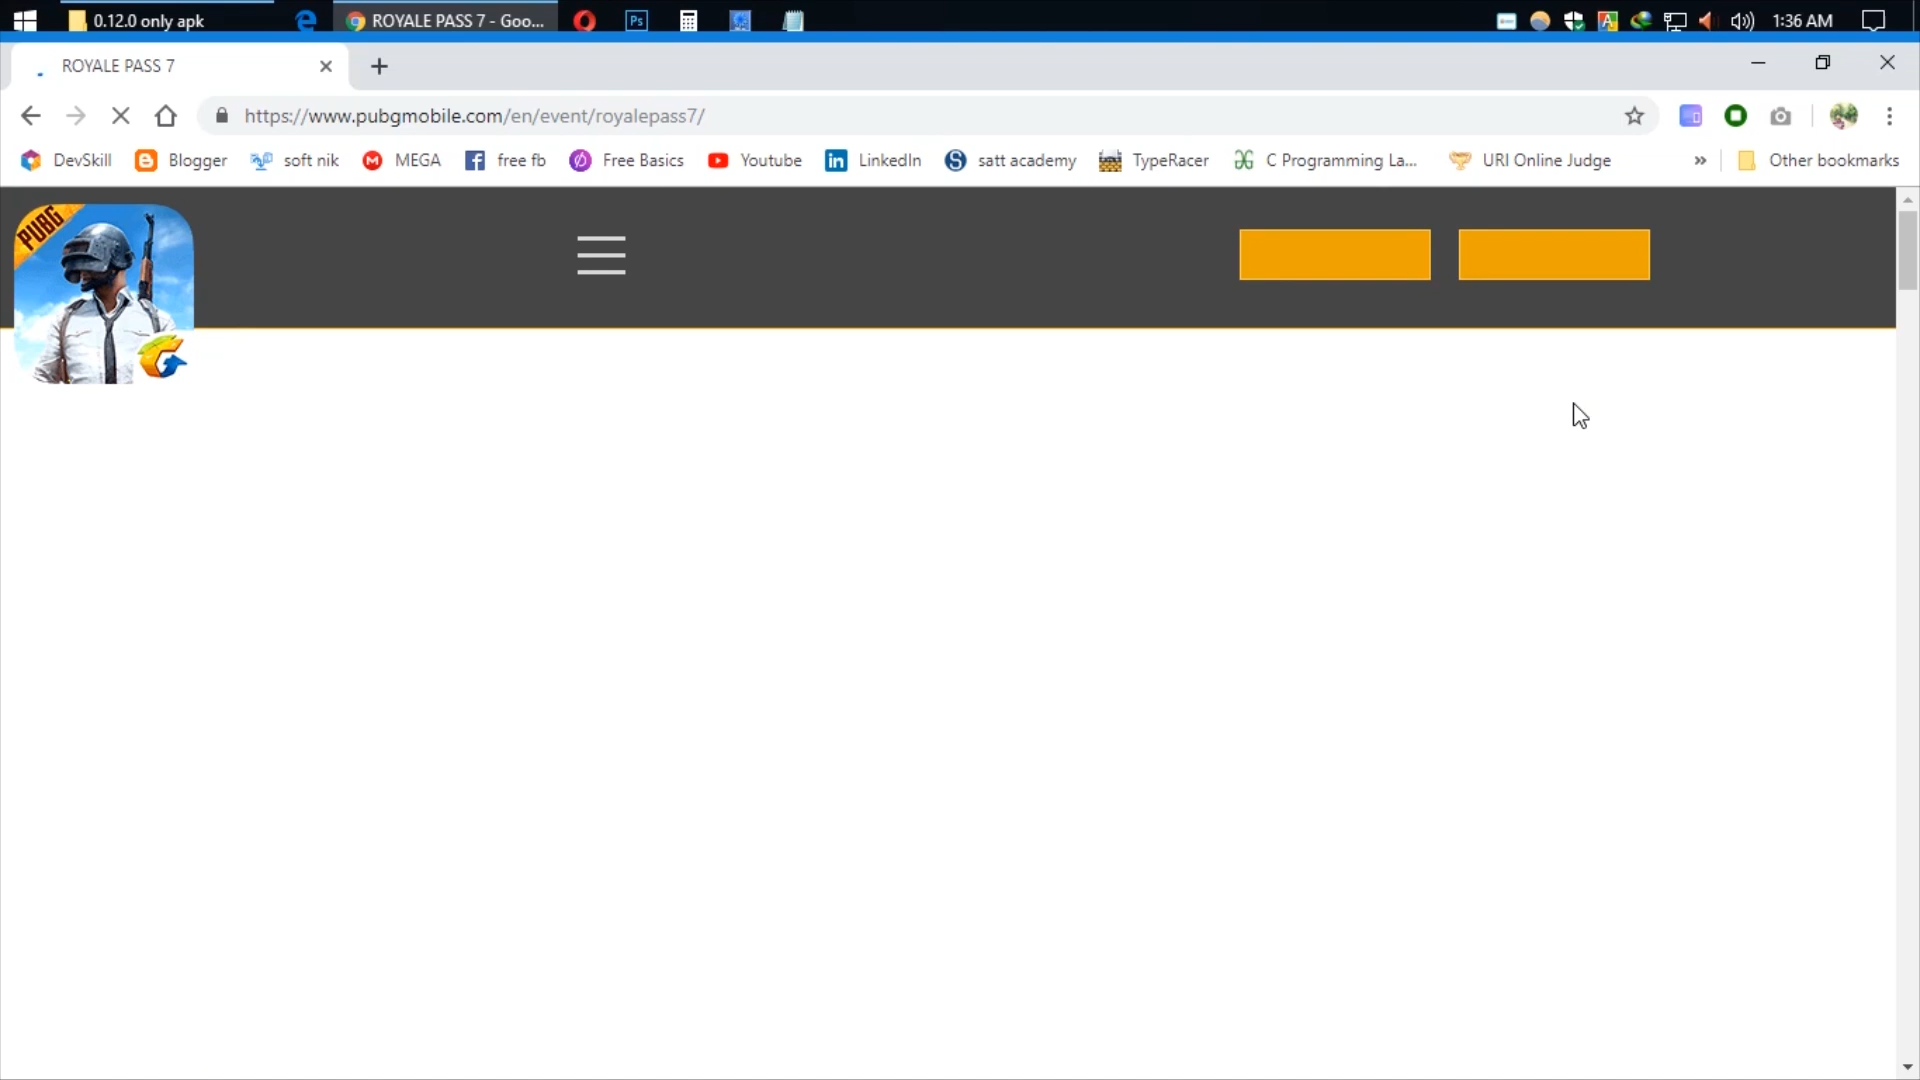 0.12.0 only apk
ROYALE PASS 7 - Goo...
Ps
A
1:36 AM
ROYALE PASS 7
https://www.pubgmobile.com/en/event/royalepass7/
DevSkill
Blogger
soft nik
MEGA
free fb
Free Basics
Youtube
LinkedIn
satt academy
TypeRacer
C Programming La...
URI Online Judge
Other bookmarks
PUBG